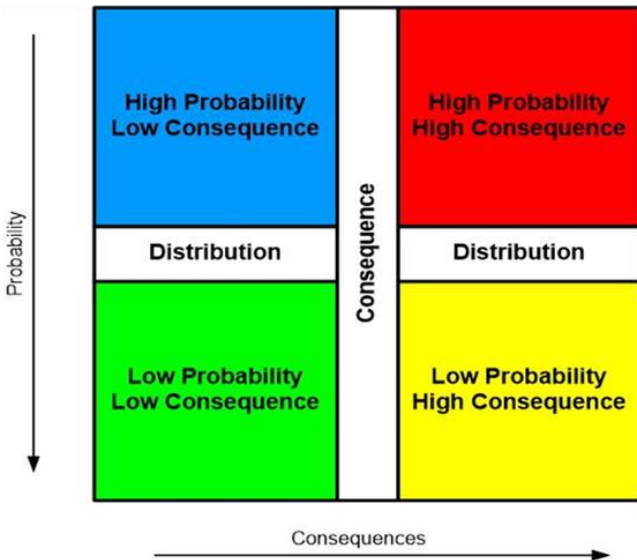 High Probability
Low Consequence
High Probability
High Consequence
Probability
Distribution
Consequence
Distribution
Low Probability
Low Consequence
Low Probability
High Consequence
Consequences